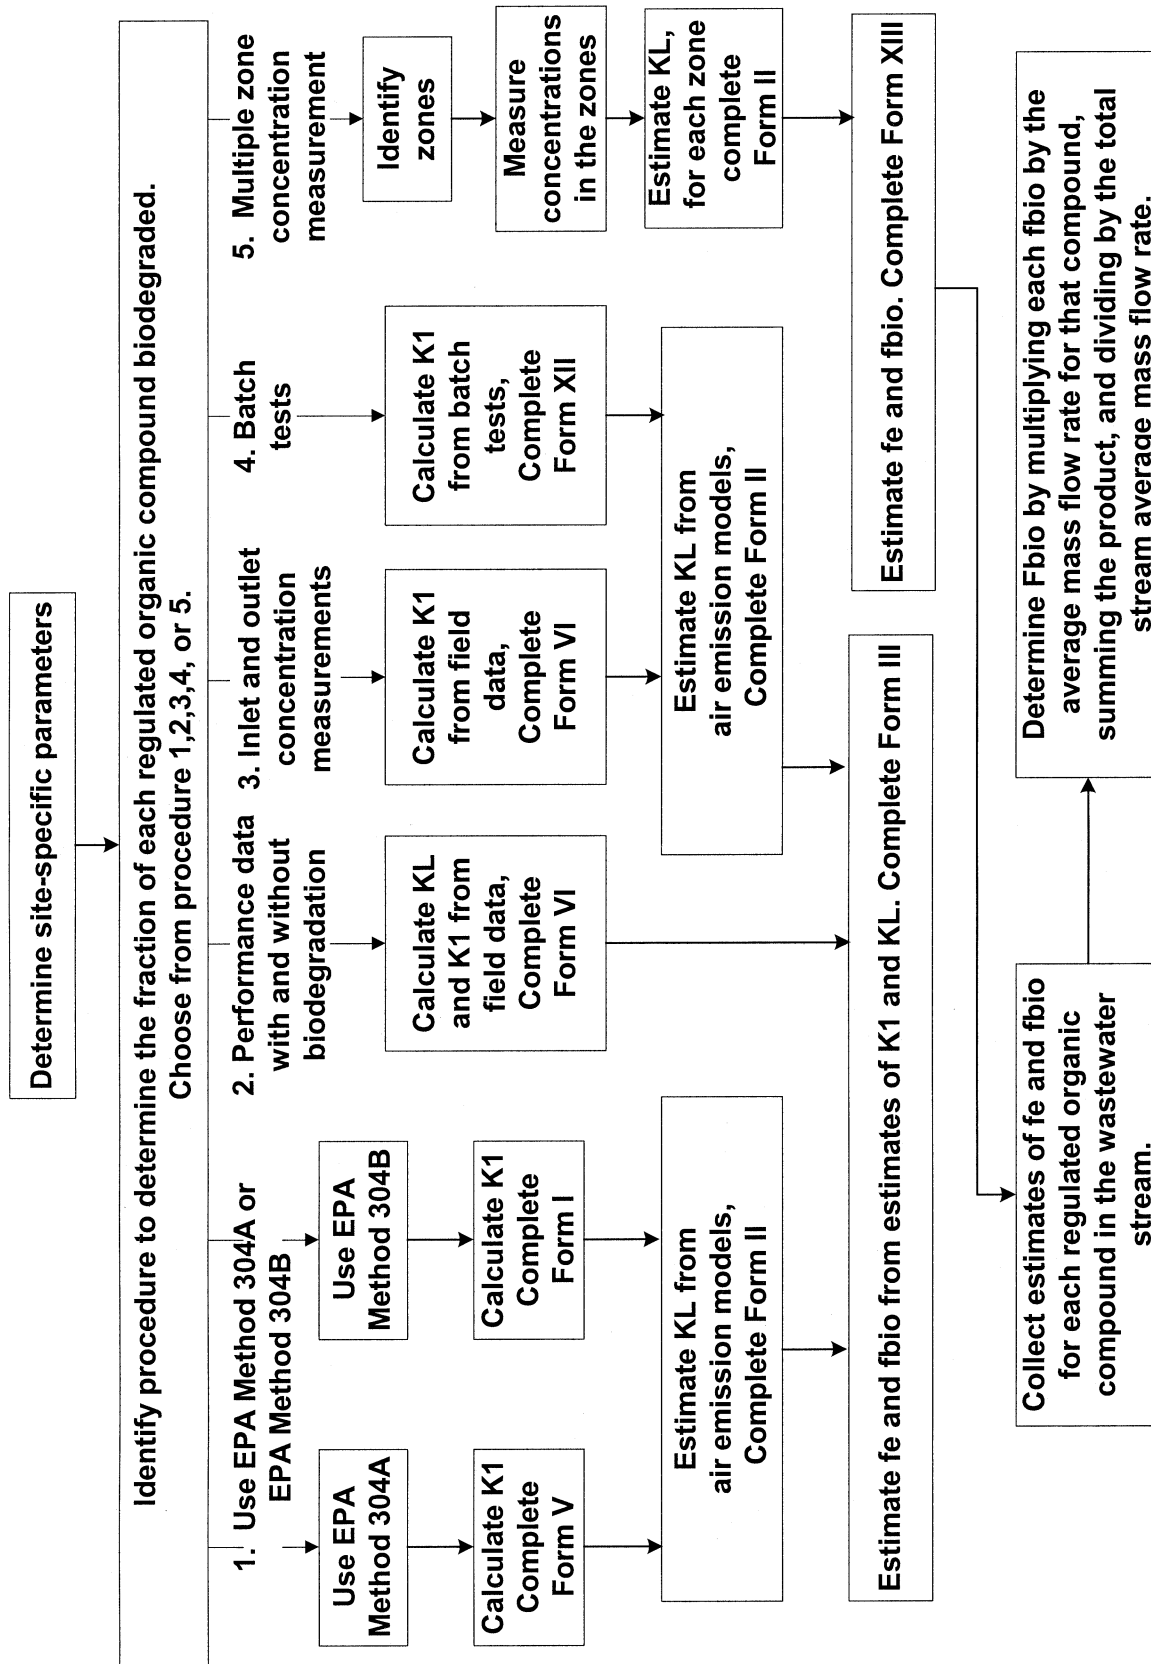 Determine site-specific parameters
Identify procedure to determine the fraction of each regulated organic compound biodegraded.
Choose from procedure 1,2,3,4, or 5.
1. Use EPA Method 304A or
EPA Method 304B
Use EPA
Method 304A
Calculate K1
Complete
Form V
Use EPA
Method 304B
Calculate K1
Complete
Form I
Estimate KL from
air emission models,
Complete Form II
2. Performance data
with and without
biodegradation
Calculate KL
and K1 from
field data,
Complete
Form VI
3. Inlet and outlet
concentration
measurements
Calculate K1
from field
data,
Complete
Form VI
4. Batch
tests
Calculate K1
from batch
tests,
Complete
Form XII
Estimate KL from
air emission models,
Complete Form II
5. Multiple zone
concentration
measurement
Identify
zones
Measure
concentrations
in the zones
Estimate KL,
for each zone
complete
Form II
Estimate fe and fbio from estimates of K1 and KL. Complete Form III
Estimate fe and fbio. Complete Form XIII
Collect estimates of fe and fbio
for each regulated organic
compound in the wastewater
stream.
Determine Fbio by multiplying each fbio by the
average mass flow rate for that compound,
summing the product, and dividing by the total
stream average mass flow rate.